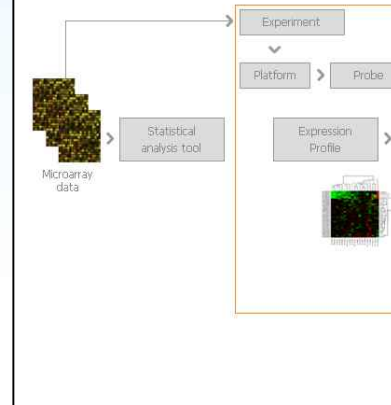 Experiment
Platform
Probe
Statistical
analysis tool
Expression
Profile
Microarray
data